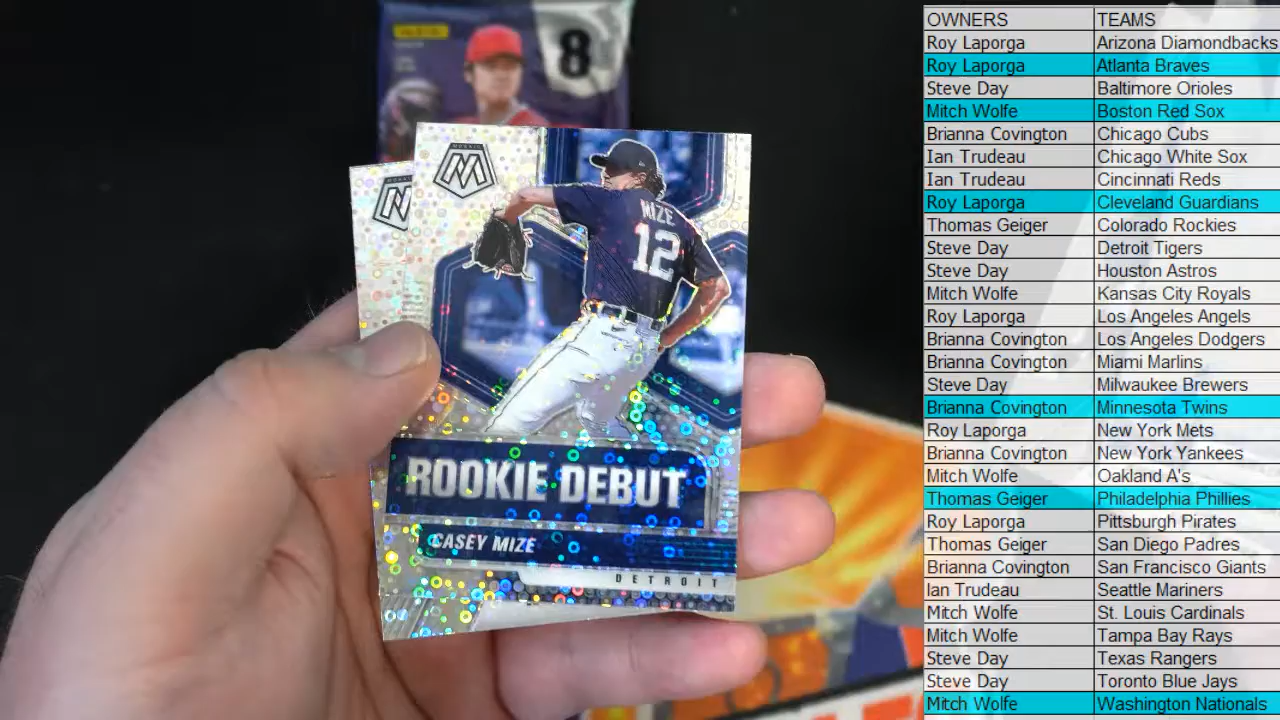 8
MOSAIC
M
MIZE
12
ROOKIE DEBUT
CASEY MIZE
DETROIT
OWNERS TEAMS
Roy Laporga Arizona Diamondbacks
Roy Laporga Atlanta Braves
Steve Day Baltimore Orioles
Mitch Wolfe Boston Red Sox
Brianna Covington Chicago Cubs
Ian Trudeau Chicago White Sox
Ian Trudeau Cincinnati Reds
Roy Laporga Cleveland Guardians
Thomas Geiger Colorado Rockies
Steve Day Detroit Tigers
Steve Day Houston Astros
Mitch Wolfe Kansas City Royals
Roy Laporga Los Angeles Angels
Brianna Covington Los Angeles Dodgers
Brianna Covington Miami Marlins
Steve Day Milwaukee Brewers
Brianna Covington Minnesota Twins
Roy Laporga New York Mets
Brianna Covington New York Yankees
Mitch Wolfe Oakland A's
Thomas Geiger Philadelphia Phillies
Roy Laporga Pittsburgh Pirates
Thomas Geiger San Diego Padres
Brianna Covington San Francisco Giants
Ian Trudeau Seattle Mariners
Mitch Wolfe St. Louis Cardinals
Mitch Wolfe Tampa Bay Rays
Steve Day Texas Rangers
Steve Day Toronto Blue Jays
Mitch Wolfe Washington Nationals